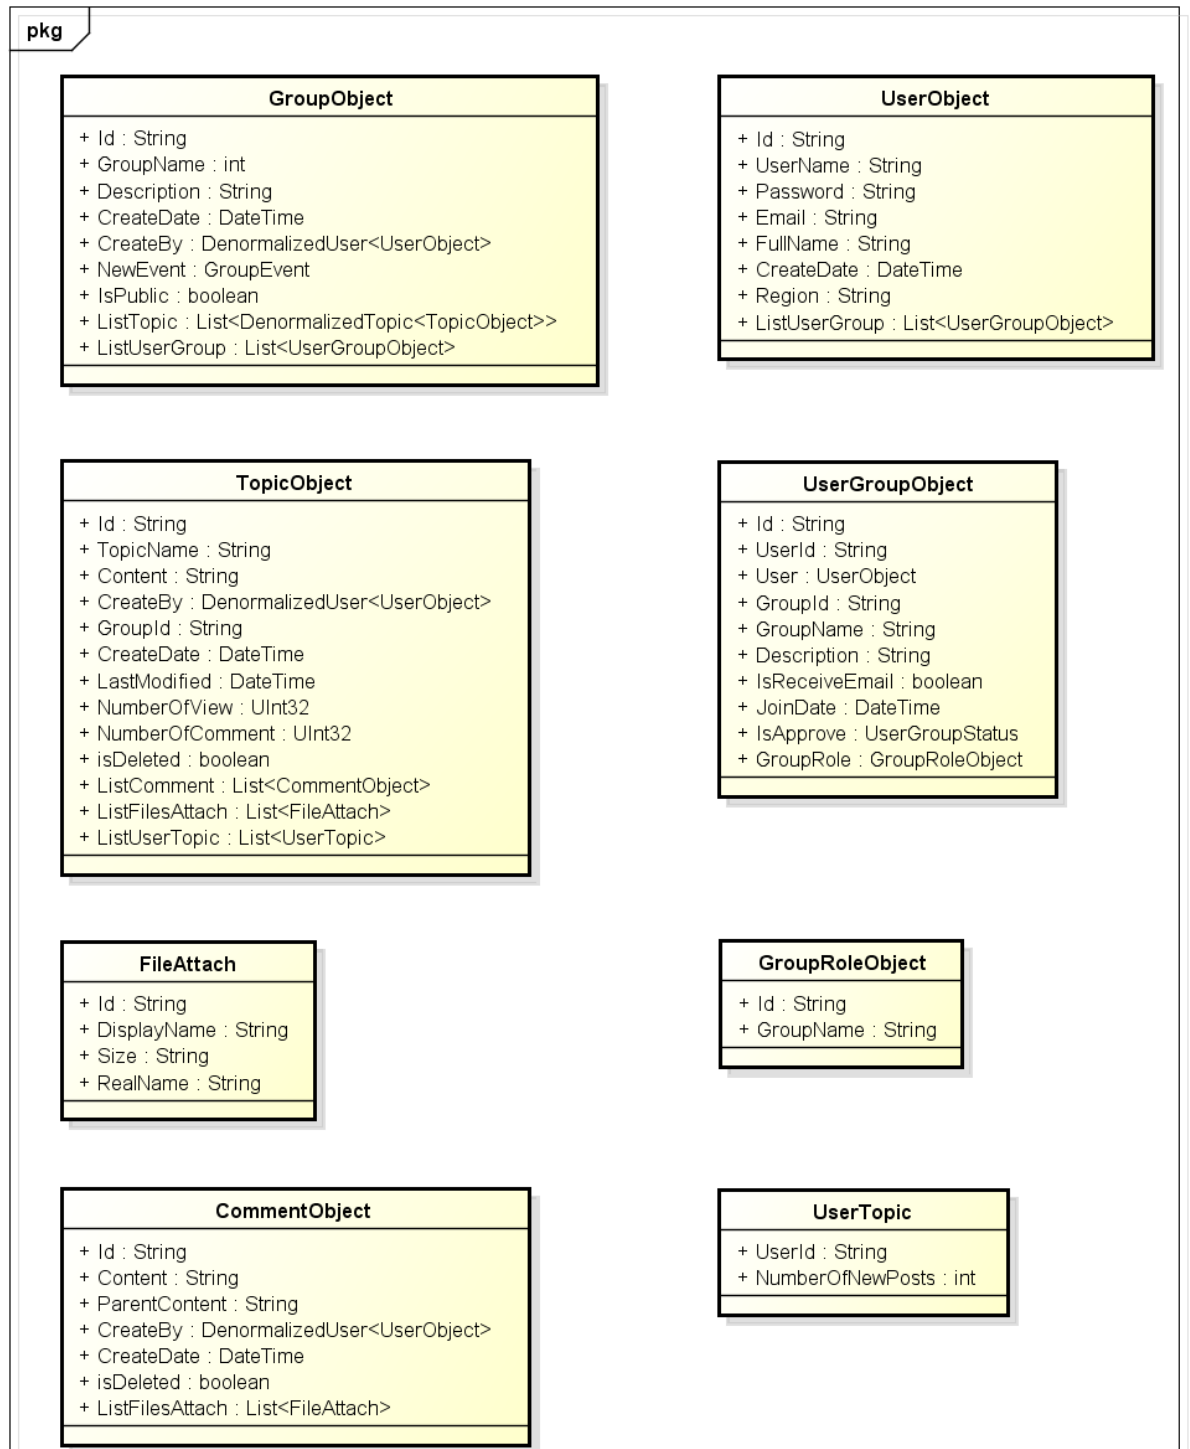 pkg
GroupObject
+ Id : String
+ GroupName : int
+ Description : String
+ CreateDate : DateTime
+ CreateBy : DenormalizedUser<UserObject>
+ NewEvent : GroupEvent
+ IsPublic : boolean
+ ListTopic : List<DenormalizedTopic<TopicObject>>
+ ListUserGroup : List<UserGroupObject>
UserObject
+ Id : String
+ UserName : String
+ Password : String
+ Email : String
+ FullName : String
+ CreateDate : DateTime
+ Region : String
+ ListUserGroup : List<UserGroupObject>
TopicObject
+ Id : String
+ TopicName : String
+ Content : String
+ CreateBy : DenormalizedUser<UserObject>
+ GroupId : String
+ CreateDate : DateTime
+ LastModified : DateTime
+ NumberOfView : UInt32
+ NumberOfComment : UInt32
+ isDeleted : boolean
+ ListComment : List<CommentObject>
+ ListFilesAttach : List<FileAttach>
+ ListUserTopic : List<UserTopic>
UserGroupObject
+ Id : String
+ UserId : String
+ User : UserObject
+ GroupId : String
+ GroupName : String
+ Description : String
+ IsReceiveEmail : boolean
+ JoinDate : DateTime
+ IsApprove : UserGroupStatus
+ GroupRole : GroupRoleObject
FileAttach
+ Id : String
+ DisplayName : String
+ Size : String
+ RealName : String
GroupRoleObject
+ Id : String
+ GroupName : String
CommentObject
+ Id : String
+ Content : String
+ ParentContent : String
+ CreateBy : DenormalizedUser<UserObject>
+ CreateDate : DateTime
+ isDeleted : boolean
+ ListFilesAttach : List<FileAttach>
UserTopic
+ UserId : String
+ NumberOfNewPosts : int